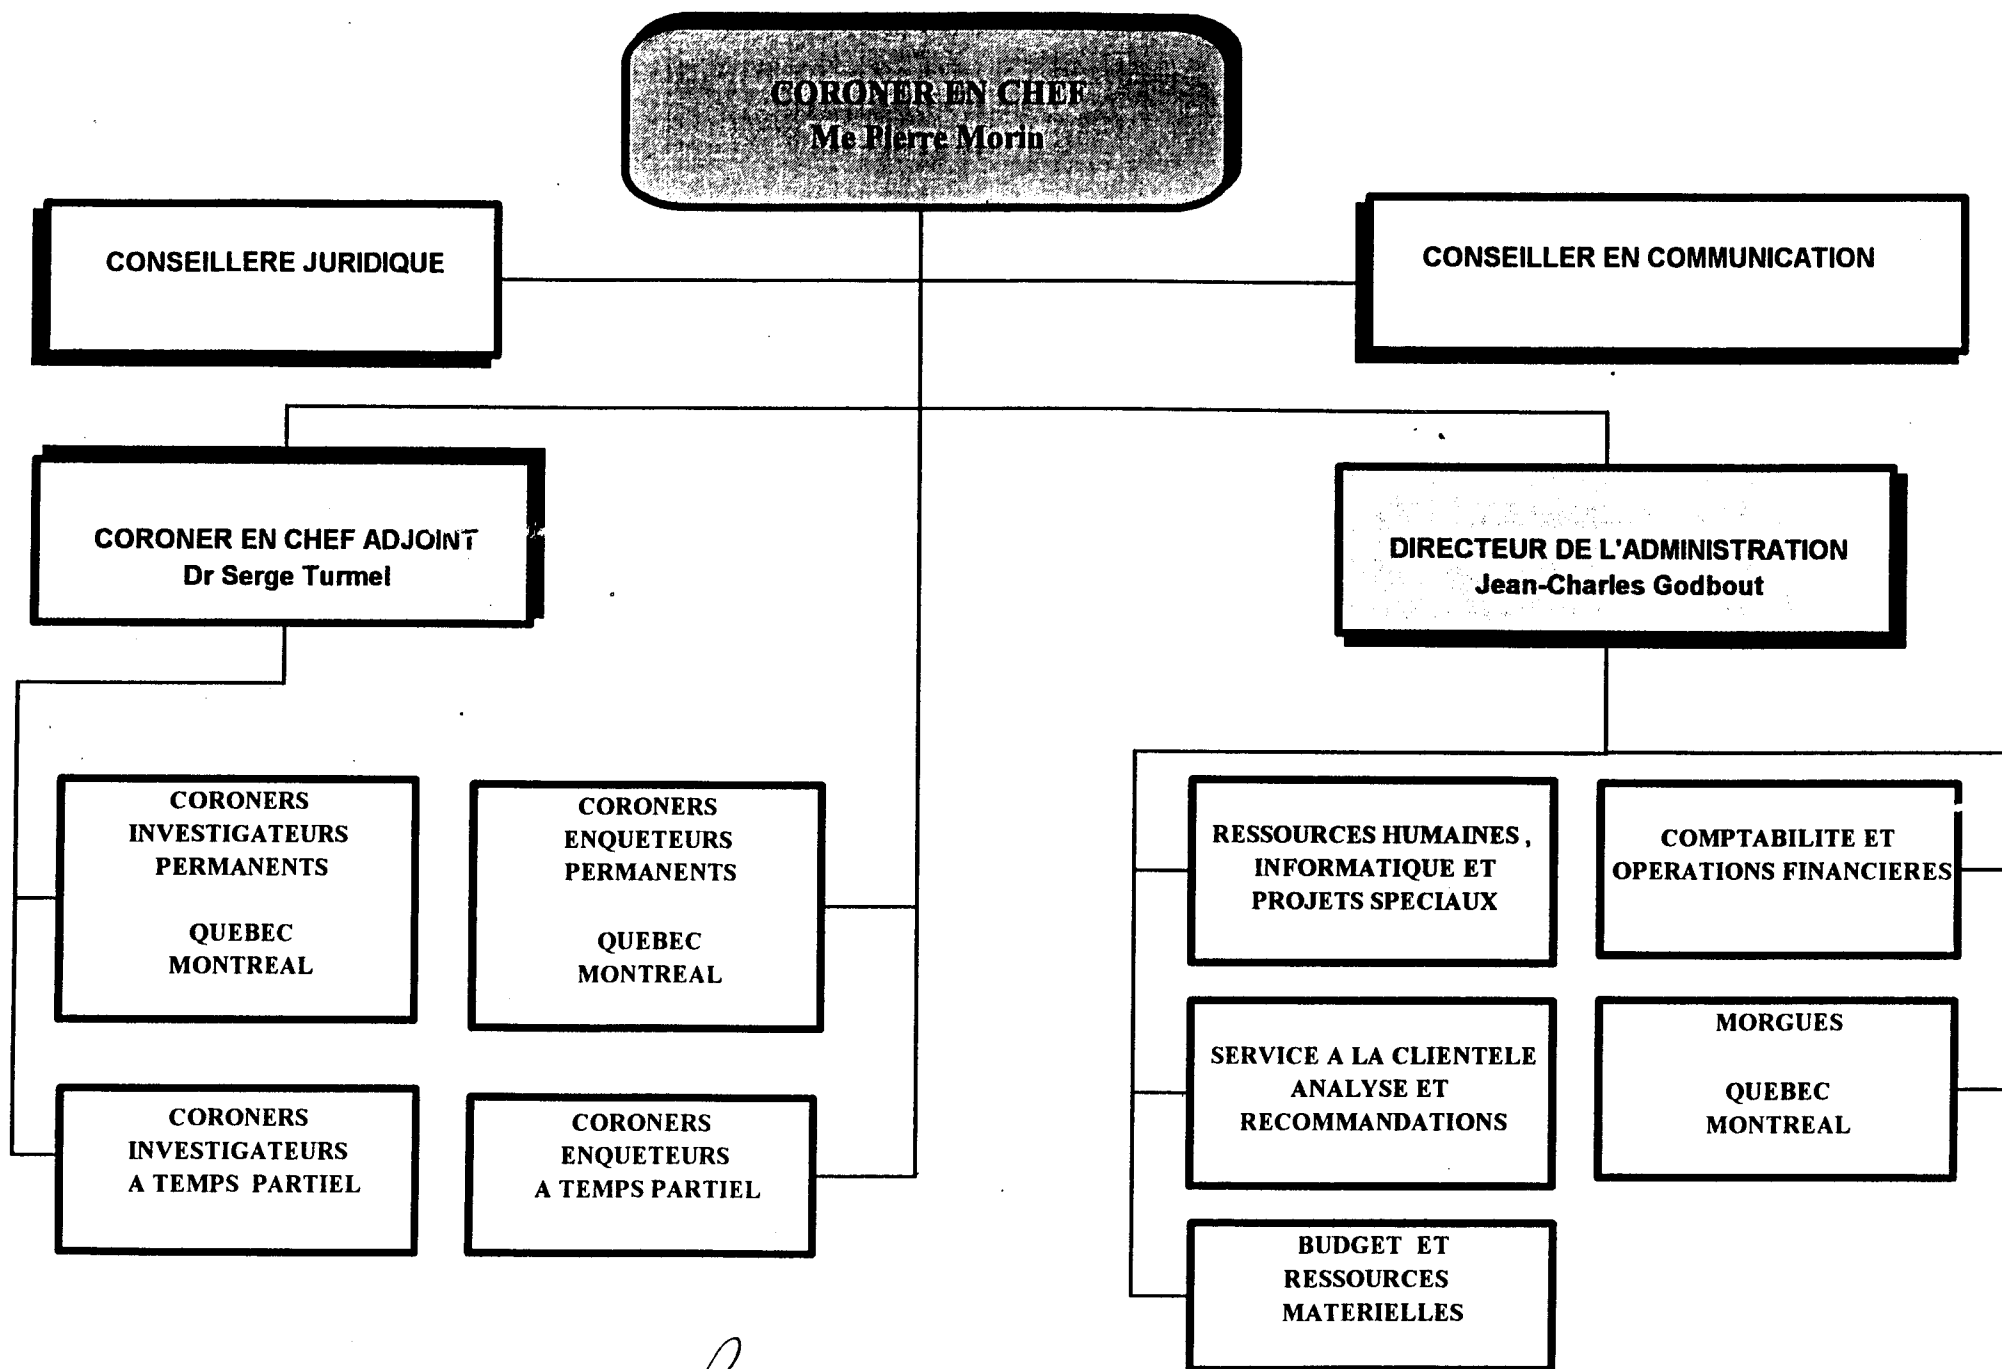 CORONER EN CHEF
Me Pierre Morin
CONSEILLERE JURIDIQUE
CONSEILLER EN COMMUNICATION
CORONER EN CHEF ADJOINT
Dr Serge Turmel
DIRECTEUR DE L'ADMINISTRATION
Jean-Charles Godbout
CORONERS
INVESTIGATEURS
PERMANENTS
QUEBEC
MONTREAL
CORONERS
ENQUETEURS
PERMANENTS
QUEBEC
MONTREAL
RESSOURCES HUMAINES ,
INFORMATIQUE ET
PROJETS SPECIAUX
COMPTABILITE ET
OPERATIONS FINANCIERES
CORONERS
INVESTIGATEURS
A TEMPS PARTIEL
CORONERS
ENQUETEURS
A TEMPS PARTIEL
SERVICE A LA CLIENTELE
ANALYSE ET
RECOMMANDATIONS
MORGUES
QUEBEC
MONTREAL
BUDGET ET
RESSOURCES
MATERIELLES